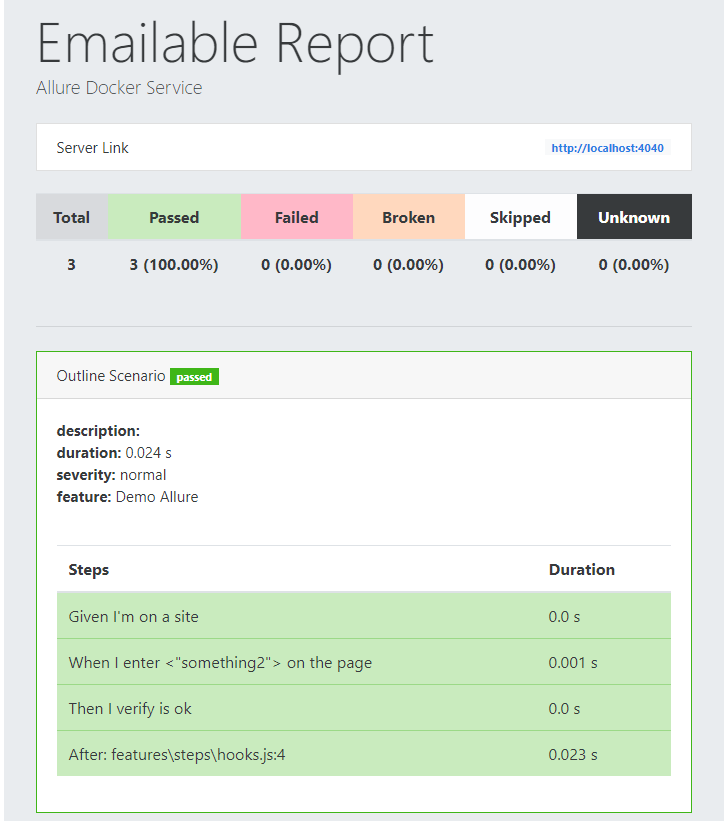 Emailable Report
Allure Docker Service
Server Link http://localhost:4040
Total Passed Failed Broken Skipped Unknown
3 3 (100.00%) 0 (0.00%) 0 (0.00%) 0 (0.00%) 0 (0.00%)
Outline Scenario passed
description:
duration: 0.024 s
severity: normal
feature: Demo Allure
Steps Duration
Given I'm on a site 0.0 s
When I enter <"something2"> on the page 0.001 s
Then I verify is ok 0.0 s
After: features\steps\hooks.js:4 0.023 s